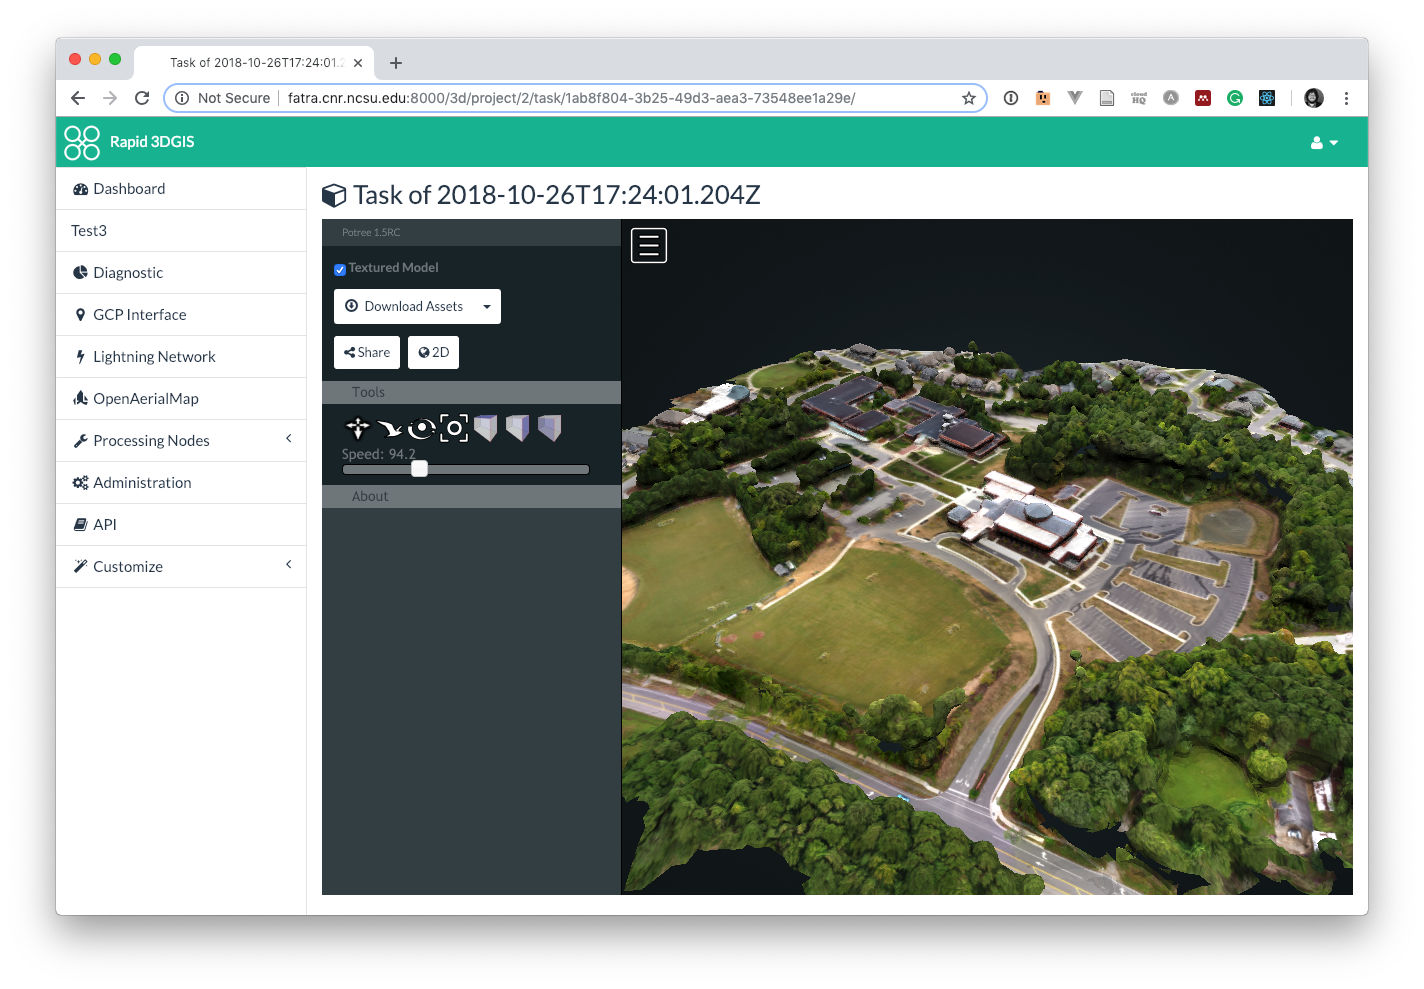 Task of 2018-10-26T17:24:01.2
Not Secure
fatra.cnr.ncsu.edu:8000/3d/project/2/task/1ab8f804-3b25-49d3-aea3-73548ee1a29e/
cloud
HQ
A
G
Rapid 3DGIS
Dashboard
Test3
Diagnostic
GCP Interface
Lightning Network
OpenAerialMap
Processing Nodes
Administration
API
Customize
Task of 2018-10-26T17:24:01.204Z
Potree 1.5RC
Textured Model
Download Assets
Share
2D
Tools
Speed: 94.2
About